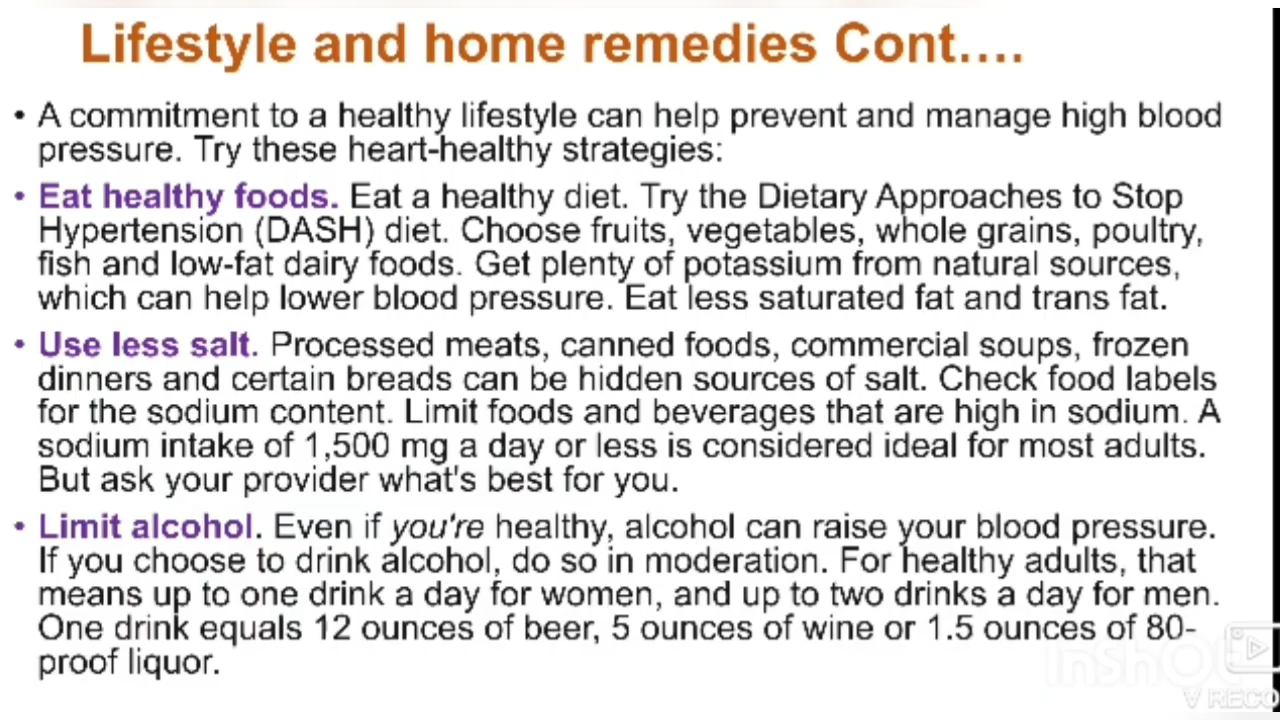 Lifestyle and home remedies Cont....
• A commitment to a healthy lifestyle can help prevent and manage high blood
pressure. Try these heart-healthy strategies:
• Eat healthy foods. Eat a healthy diet. Try the Dietary Approaches to Stop
Hypertension (DASH) diet. Choose fruits, vegetables, whole grains, poultry,
fish and low-fat dairy foods. Get plenty of potassium from natural sources,
which can help lower blood pressure. Eat less saturated fat and trans fat.
• Use less salt. Processed meats, canned foods, commercial soups, frozen
dinners and certain breads can be hidden sources of salt. Check food labels
for the sodium content. Limit foods and beverages that are high in sodium. A
sodium intake of 1,500 mg a day or less is considered ideal for most adults.
But ask your provider what's best for you.
• Limit alcohol. Even if you're healthy, alcohol can raise your blood pressure.
If you choose to drink alcohol, do so in moderation. For healthy adults, that
means up to one drink a day for women, and up to two drinks a day for men.
One drink equals 12 ounces of beer, 5 ounces of wine or 1.5 ounces of 80-
proof liquor.